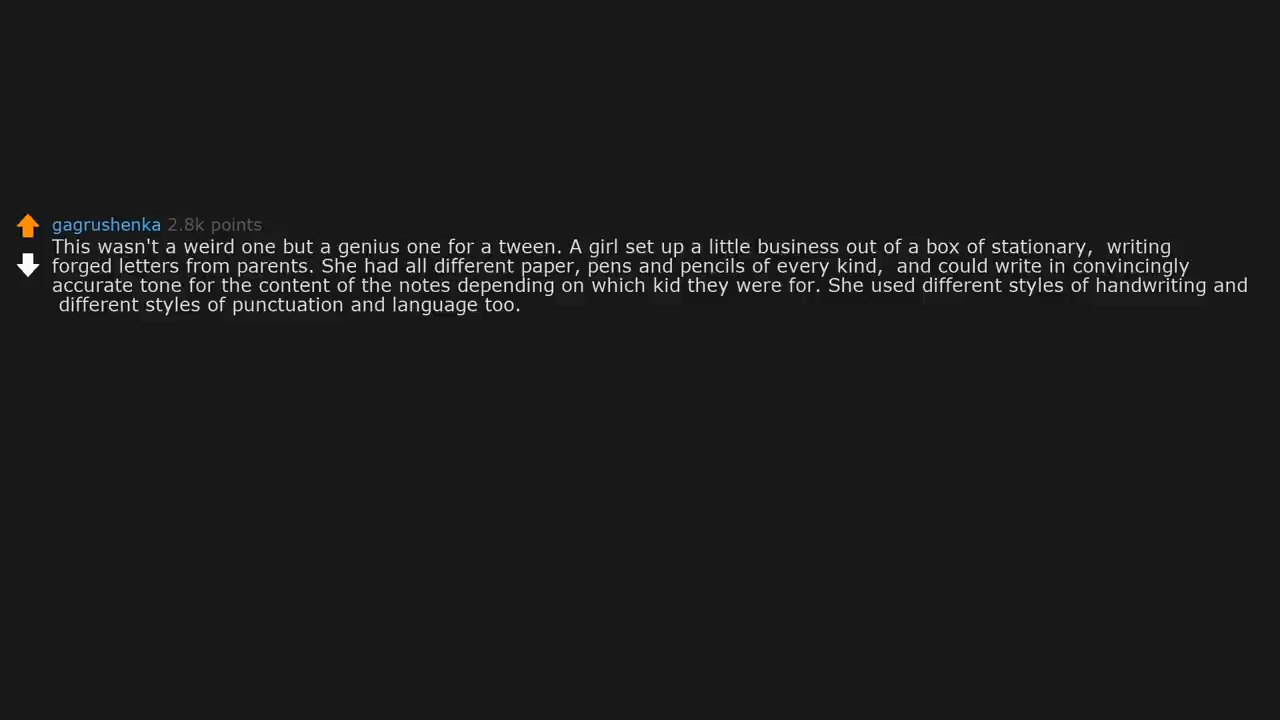 gagrushenka 2.8k points
This wasn't a weird one but a genius one for a tween. A girl set up a little business out of a box of stationary,  writing
forged letters from parents. She had all different paper, pens and pencils of every kind,  and could write in convincingly
accurate tone for the content of the notes depending on which kid they were for. She used different styles of handwriting and
different styles of punctuation and language too.